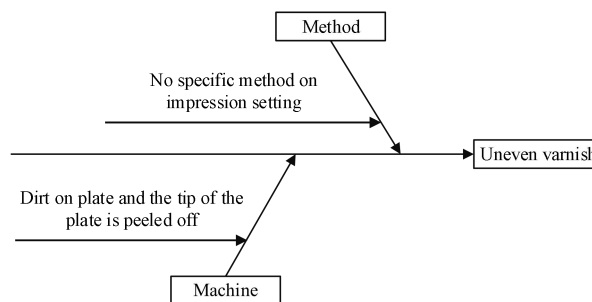 Method
No specific method on
impression setting
Uneven varnish
Dirt on plate and the tip of the
plate is peeled off
Machine